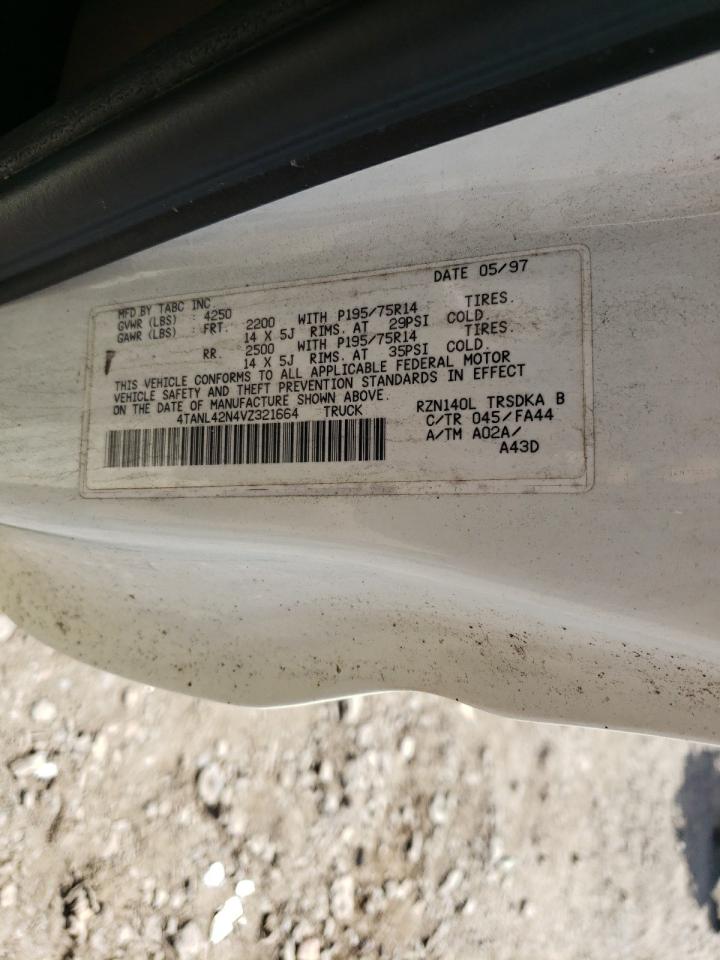 DATE 05/97
MFD BY TABC INC.
GVWR (LBS) 4250
GAWR (LBS) FRT. 2200 WITH P195/75R14 TIRES.
14 X 5J RIMS. AT 29PSI COLD.
RR. 2500 WITH P195/75R14 TIRES.
14 X 5J RIMS. AT 35PSI COLD.
THIS VEHICLE CONFORMS TO ALL APPLICABLE FEDERAL MOTOR
VEHICLE SAFETY AND THEFT PREVENTION STANDARDS IN EFFECT
ON THE DATE OF MANUFACTURE SHOWN ABOVE.
4TANL42N4VZ321664 TRUCK RZN140L TRSDKA B
C/TR 045/FA44
A/TM A02A/
A43D